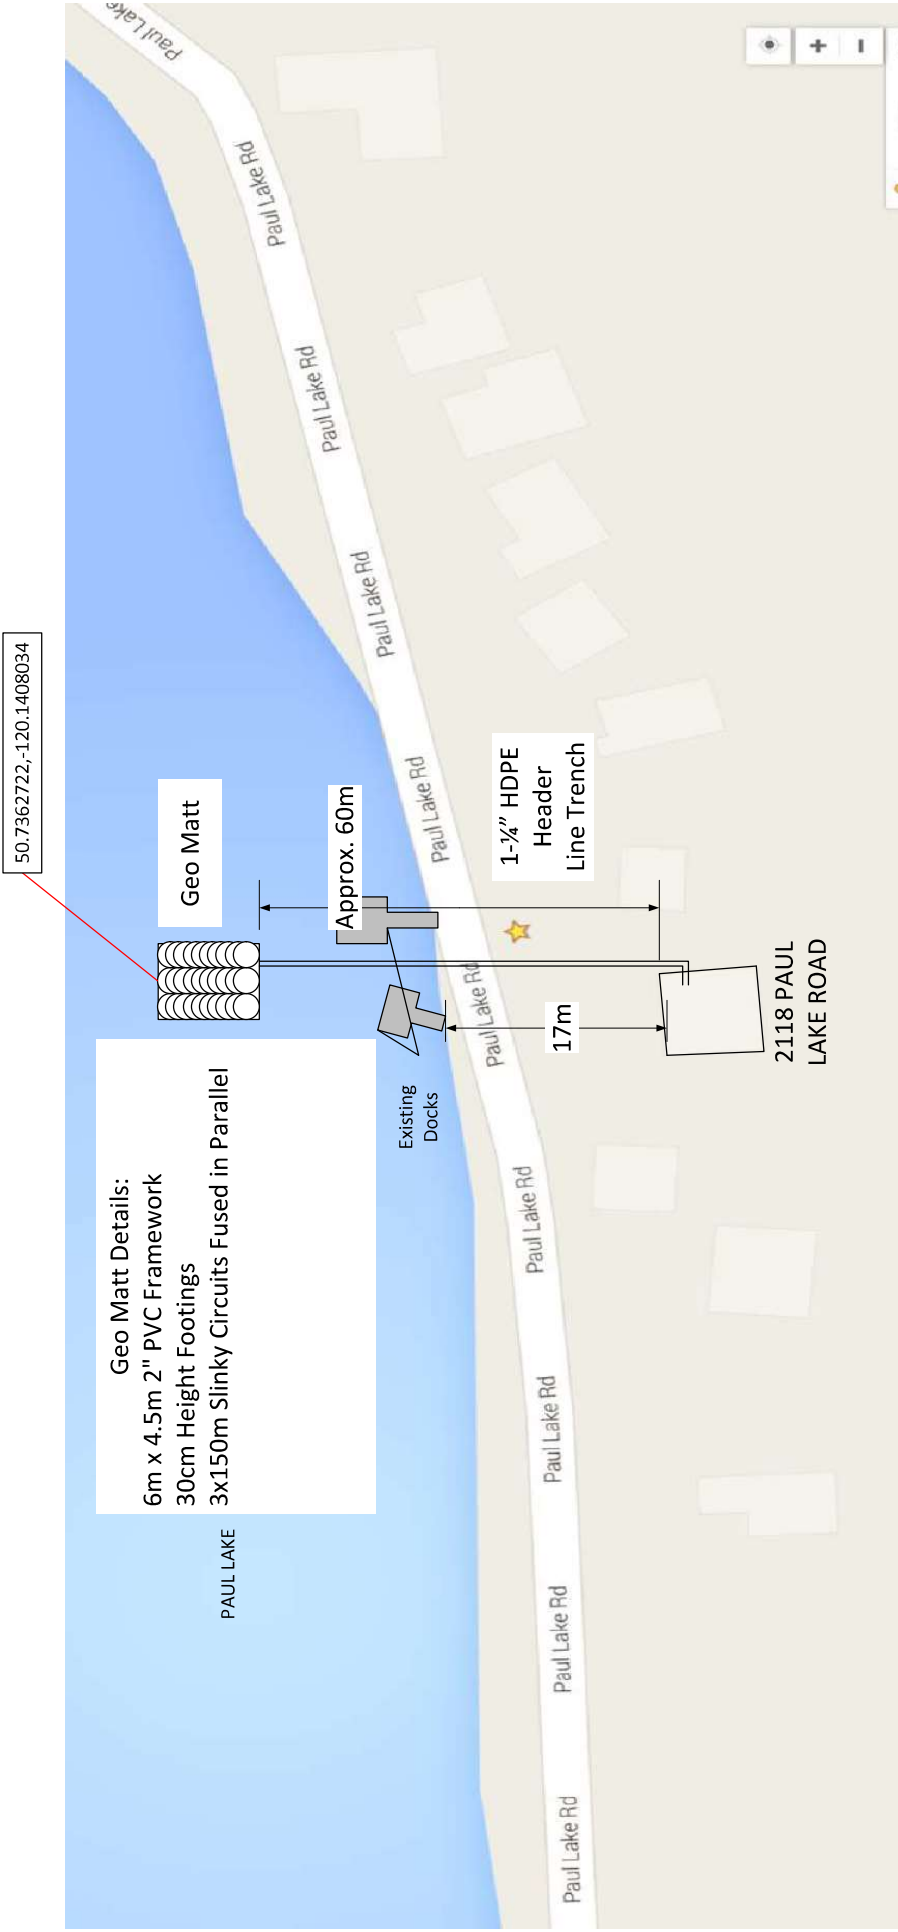 50.7362722,-120.1408034
Geo Matt
Geo Matt Details:
6m x 4.5m 2" PVC Framework
30cm Height Footings
3x150m Slinky Circuits Fused in Parallel
PAUL LAKE
Approx. 60m
Existing
Docks
1-¼” HDPE
Header
Line Trench
17m
2118 PAUL
LAKE ROAD
Paul Lake Rd
Paul Lake Rd
Paul Lake Rd
Paul Lake Rd
Paul Lake Rd
Paul Lake Rd
Paul Lake Rd
Paul Lake Rd
Paul Lake Rd
Paul Lake
Paul Lake
+
−